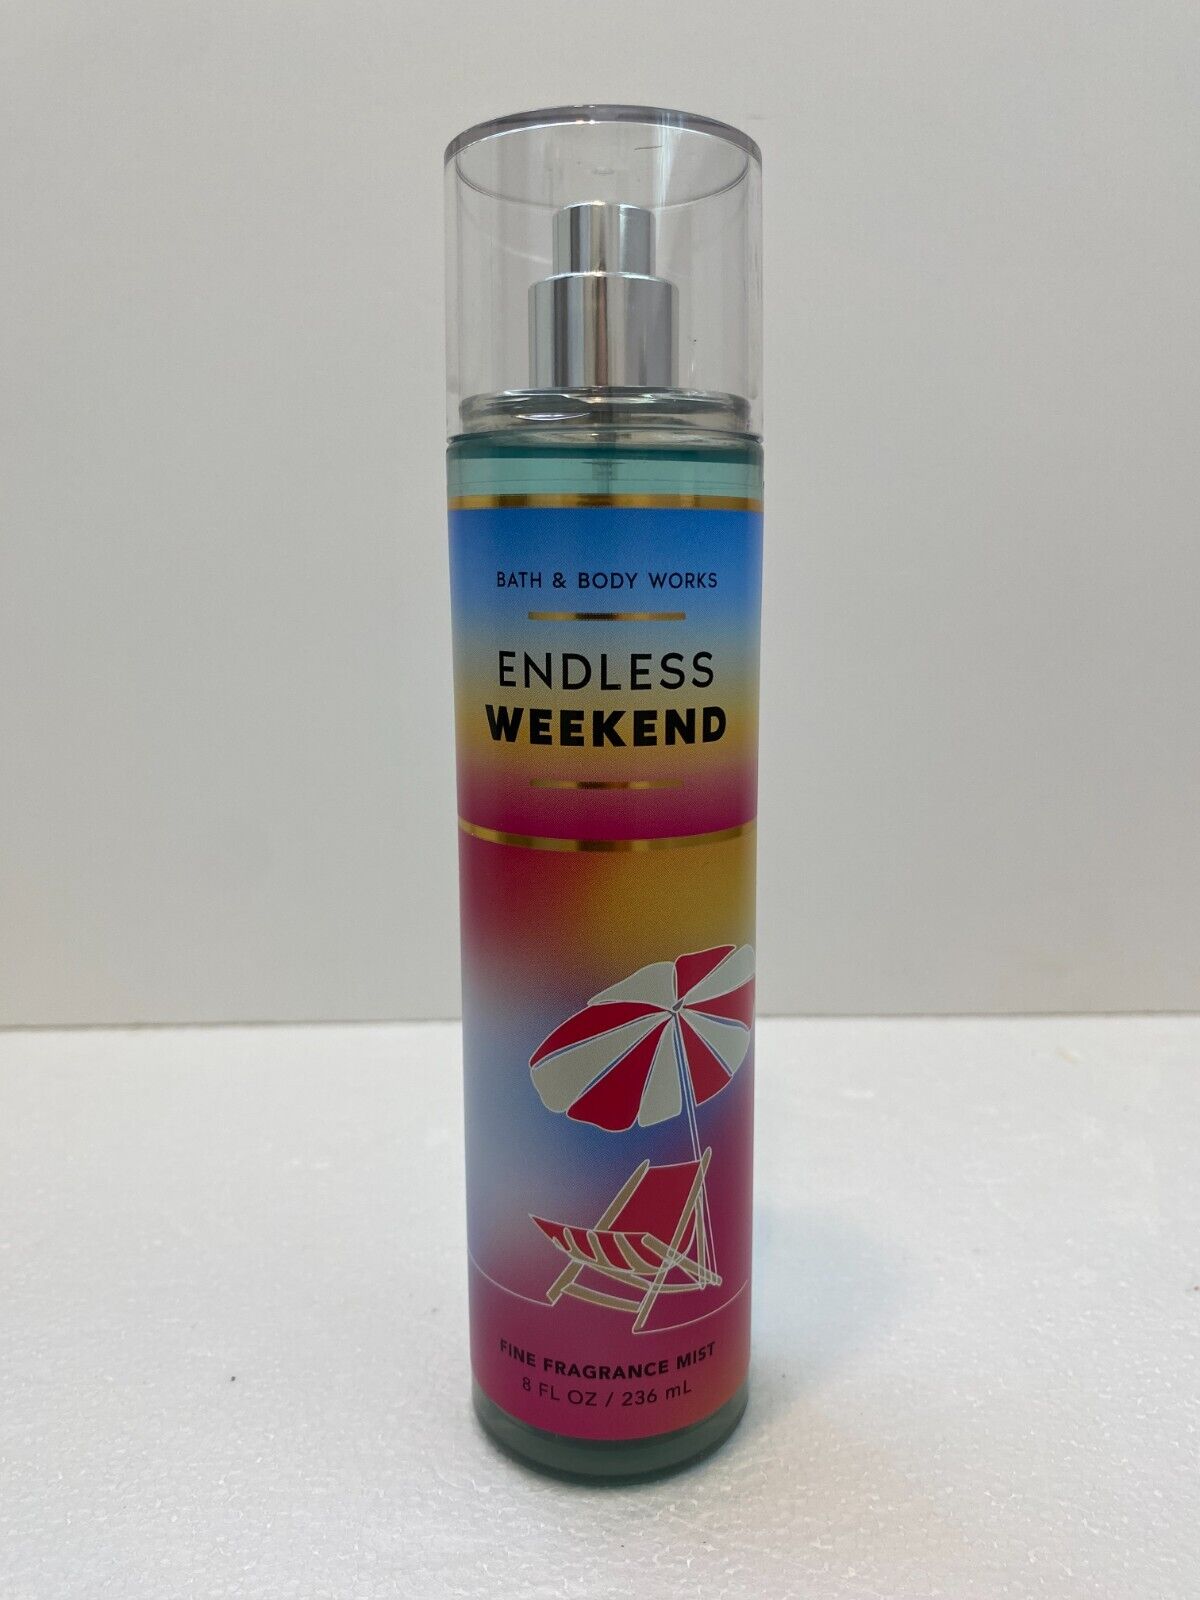 BATH & BODY WORKS
ENDLESS
WEEKEND
FINE FRAGRANCE MIST
8 FL OZ / 236 mL